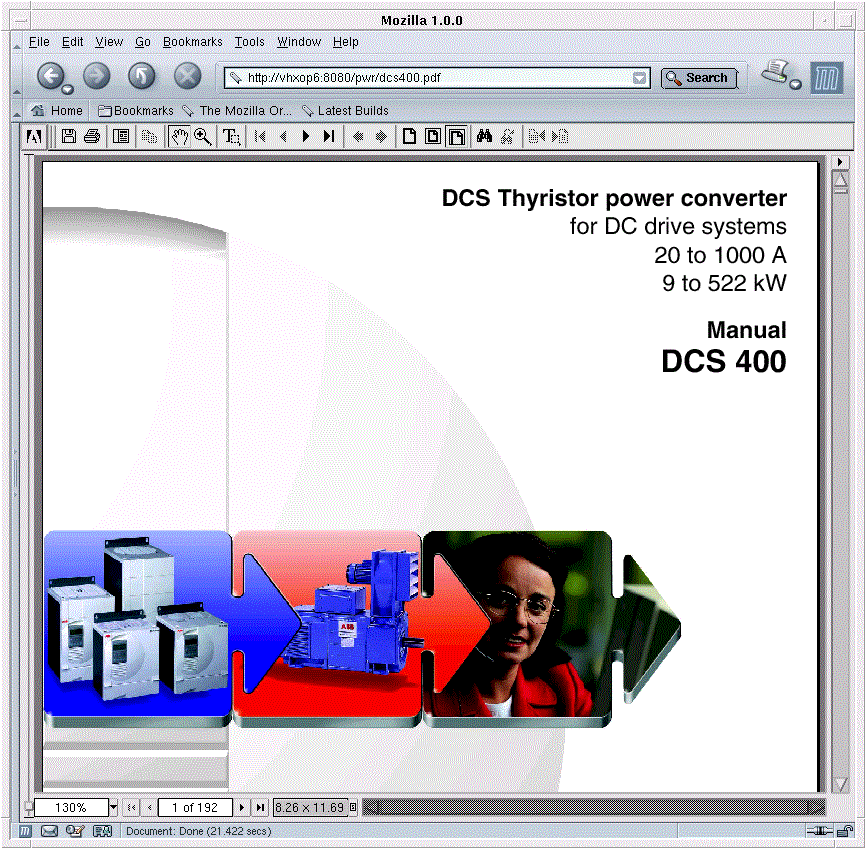 Mozilla 1.0.0
File Edit View Go Bookmarks Tools Window Help
http://vhxop6:8080/pwr/dcs400.pdf Search
Home Bookmarks The Mozilla Or... Latest Builds
DCS Thyristor power converter
for DC drive systems
20 to 1000 A
9 to 522 kW
Manual
DCS 400
ABB
130% 1 of 192 8.26 x 11.69
Document: Done (21.422 secs)